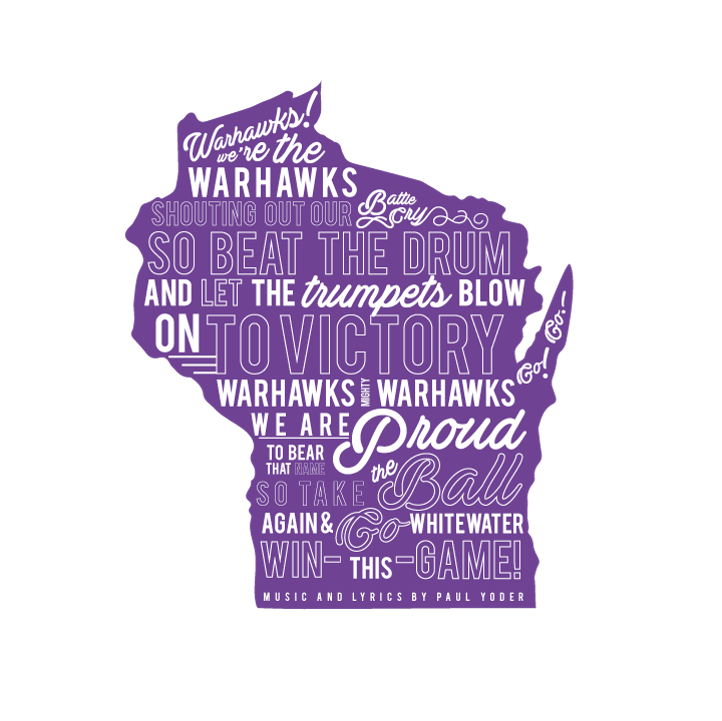 Warhawks!
we're the
WARHAWKS
SHOUTING OUT OUR Battle Cry
SO BEAT THE DRUM
AND LET THE trumpets BLOW
ON TO VICTORY
Go! Go!-
WARHAWKS MIGHTY WARHAWKS
WE ARE Proud
TO BEAR
THAT NAME
SO TAKE the Ball
AGAIN & Go WHITEWATER
WIN-THIS-GAME!
MUSIC AND LYRICS BY PAUL YODER